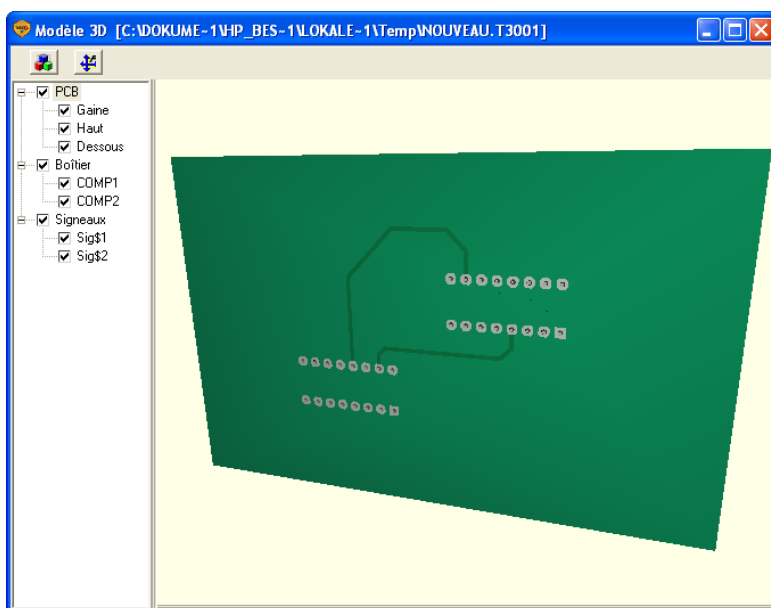 Modèle 3D [C:\DOKUME~1\HP_BES~1\LOKALE~1\Temp\NOUVEAU.T3001]
PCB
Gaine
Haut
Dessous
Boîtier
COMP1
COMP2
Signeaux
Sig$1
Sig$2